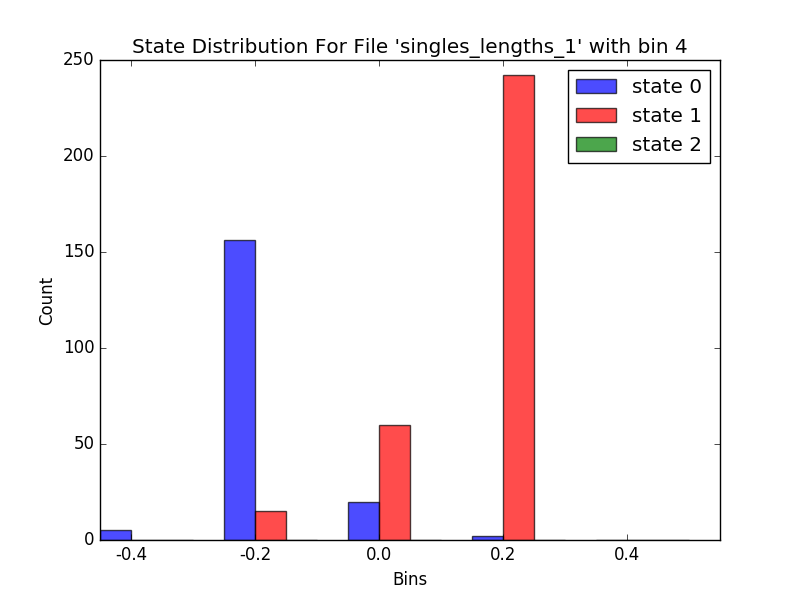 State Distribution For File 'singles_lengths_1' with bin 4
250
200
150
100
50
0
Count
state 0
state 1
state 2
-0.4 -0.2 0.0 0.2 0.4
Bins